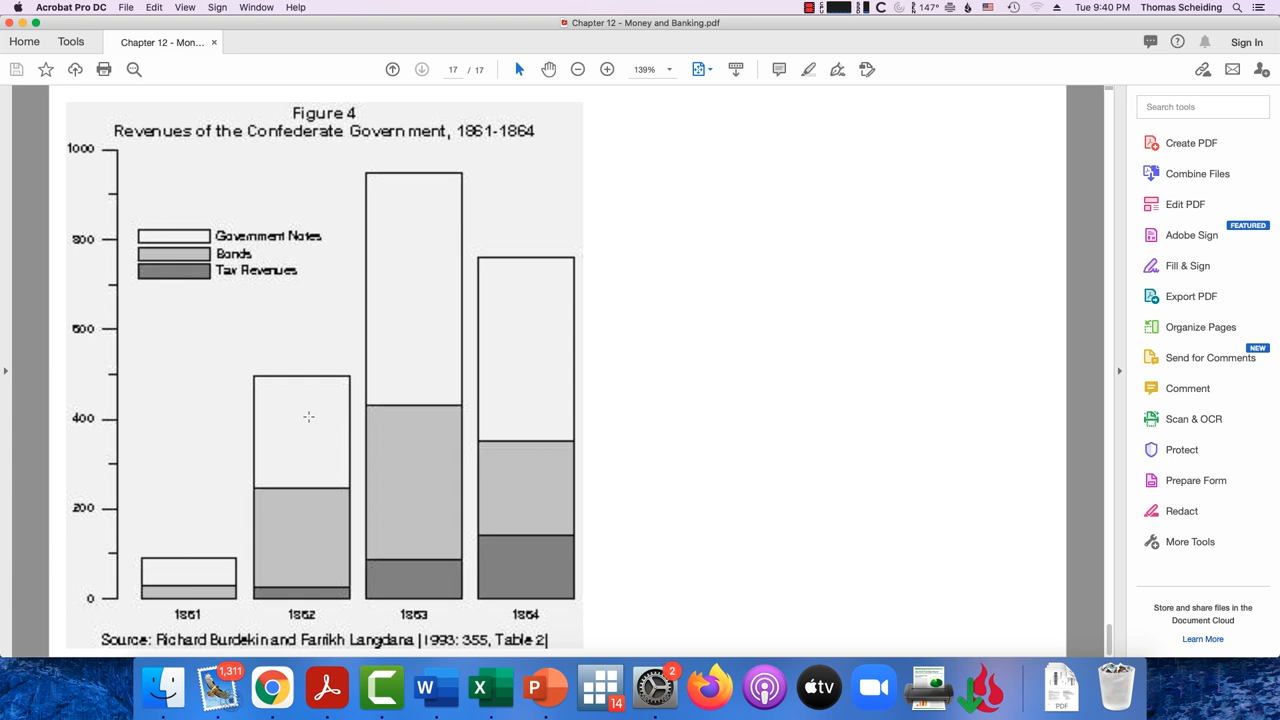 Acrobat Pro DC File Edit View Sign Window Help 147° Tue 9:40 PM Thomas Scheiding
Chapter 12 - Money and Banking.pdf
Home Tools Chapter 12 - Mon... × Sign In
17 / 17 139%
Search tools
Create PDF
Combine Files
Edit PDF
FEATURED
Adobe Sign
Fill & Sign
Export PDF
Organize Pages
NEW
Send for Comments
Comment
Scan & OCR
Protect
Prepare Form
Redact
More Tools
Store and share files in the
Document Cloud
Learn More
Figure 4
Revenues of the Confederate Government, 1861-1864
1000
800
600
400
200
0
Government Notes
Bonds
Tax Revenues
1861 1862 1863 1864
Source: Richard Burdekin and Farrikh Langdana [1993: 355, Table 2]
1,311
W X P 14 2 tv
PDF